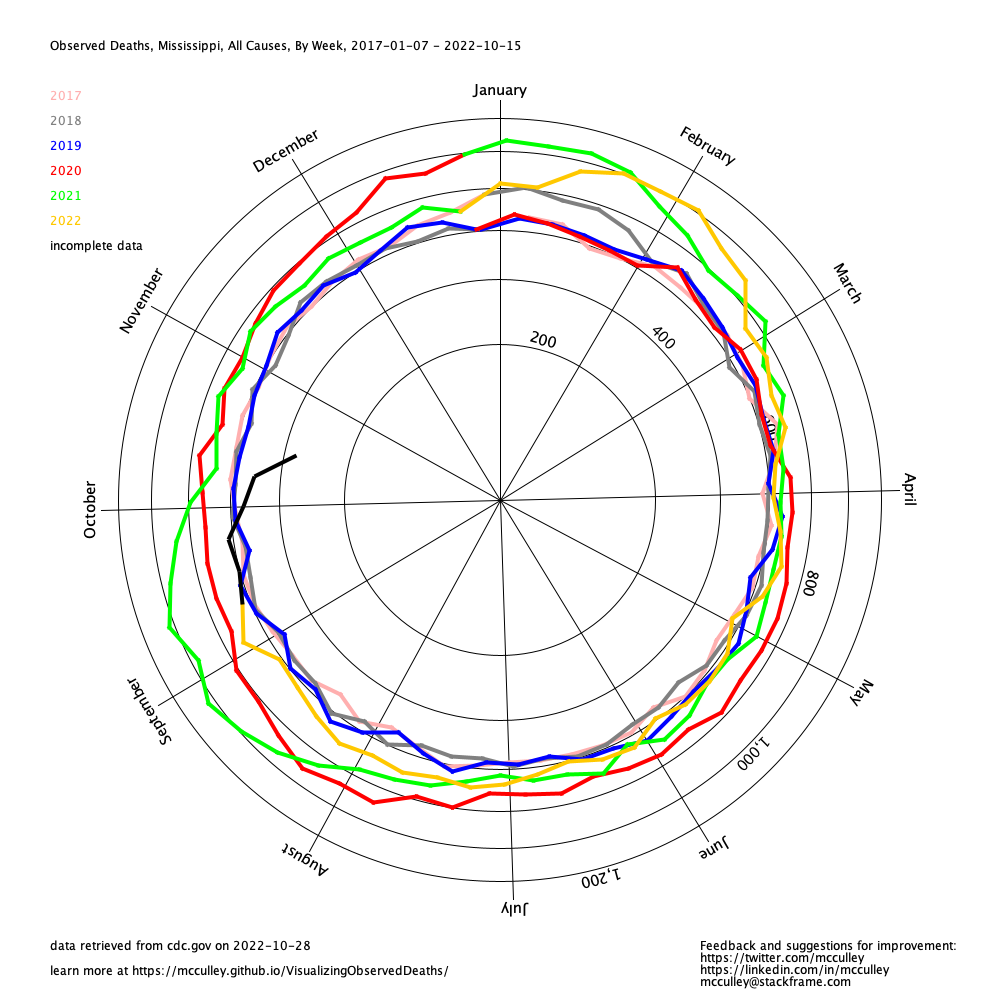 Observed Deaths, Mississippi, All Causes, By Week, 2017-01-07 - 2022-10-15
January
2017
2018
2019
2020
2021
2022
incomplete data
December
February
November
March
200
400
600
October
April
800
September
May
1,000
August
June
1,200
July
data retrieved from cdc.gov on 2022-10-28
learn more at https://mcculley.github.io/VisualizingObservedDeaths/
Feedback and suggestions for improvement:
https://twitter.com/mcculley
https://linkedin.com/in/mcculley
mcculley@stackframe.com